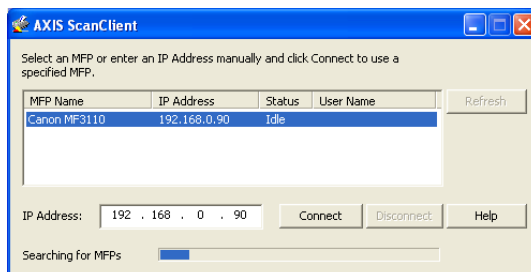 AXIS ScanClient
Select an MFP or enter an IP Address manually and click Connect to use a
specified MFP.
MFP Name IP Address Status User Name Refresh
Canon MF3110 192.168.0.90 Idle
IP Address: 192 . 168 . 0 . 90 Connect Disconnect Help
Searching for MFPs